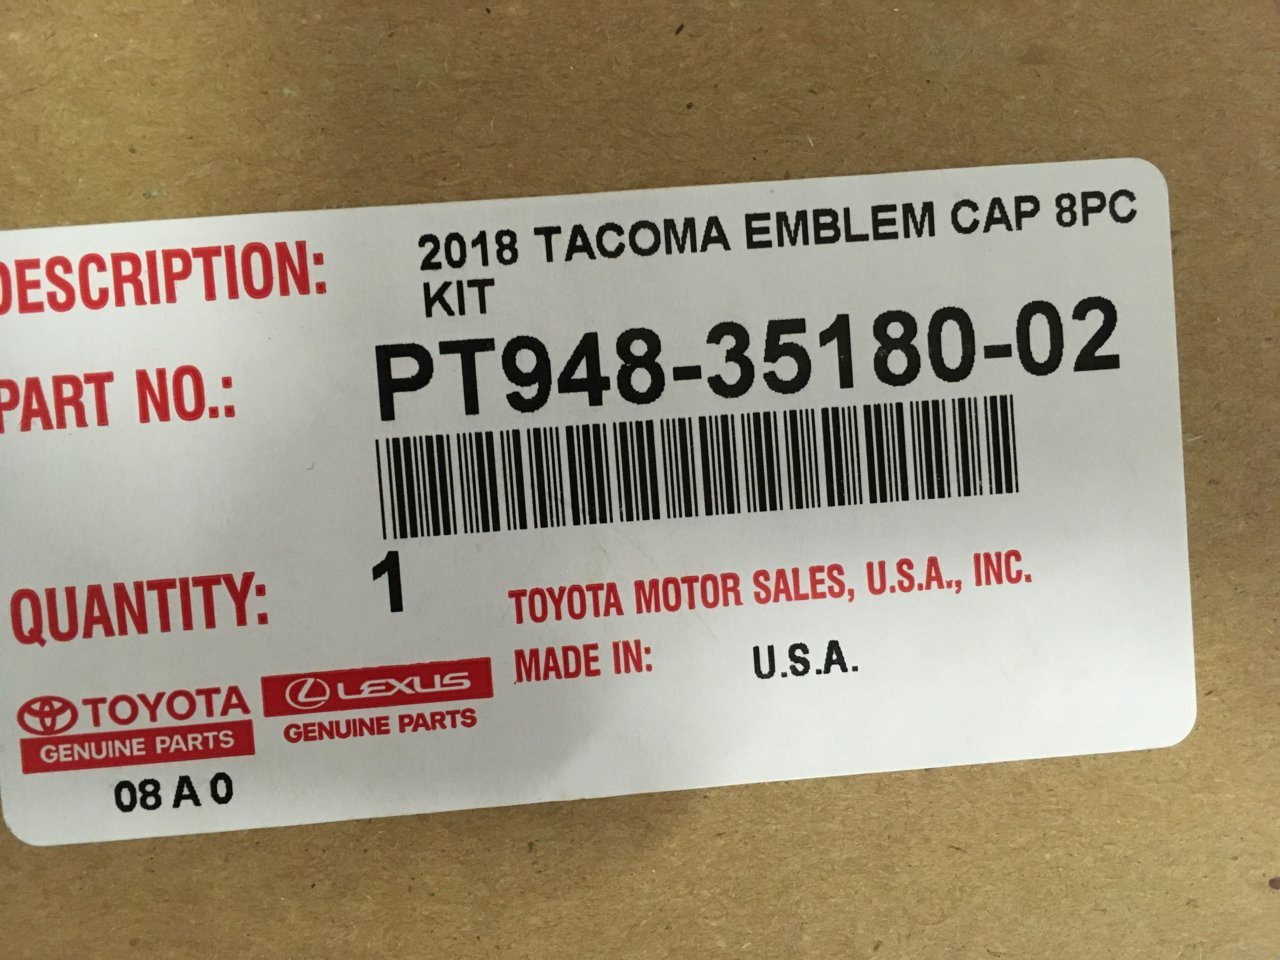 DESCRIPTION: 2018 TACOMA EMBLEM CAP 8PC
KIT
PART NO.: PT948-35180-02
QUANTITY: 1
TOYOTA MOTOR SALES, U.S.A., INC.
MADE IN: U.S.A.
TOYOTA
GENUINE PARTS
LEXUS
GENUINE PARTS
08 A 0